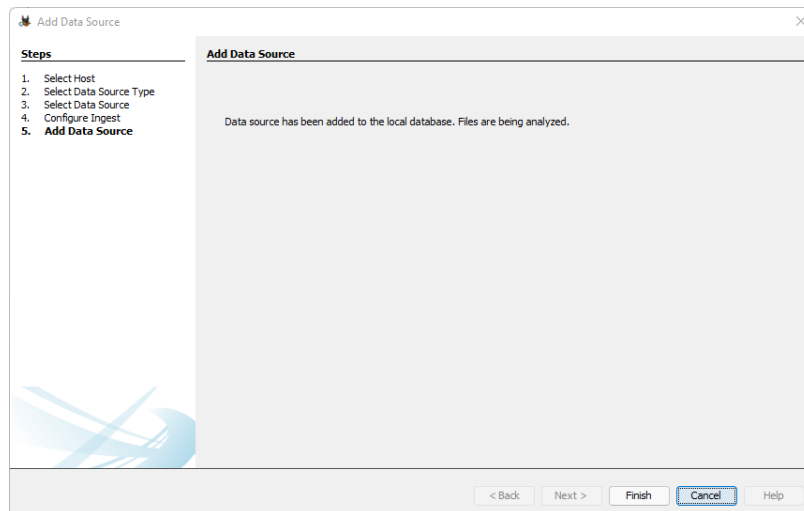 Add Data Source
Steps
1. Select Host
2. Select Data Source Type
3. Select Data Source
4. Configure Ingest
5. Add Data Source
Add Data Source
Data source has been added to the local database. Files are being analyzed.
< Back Next > Finish Cancel Help